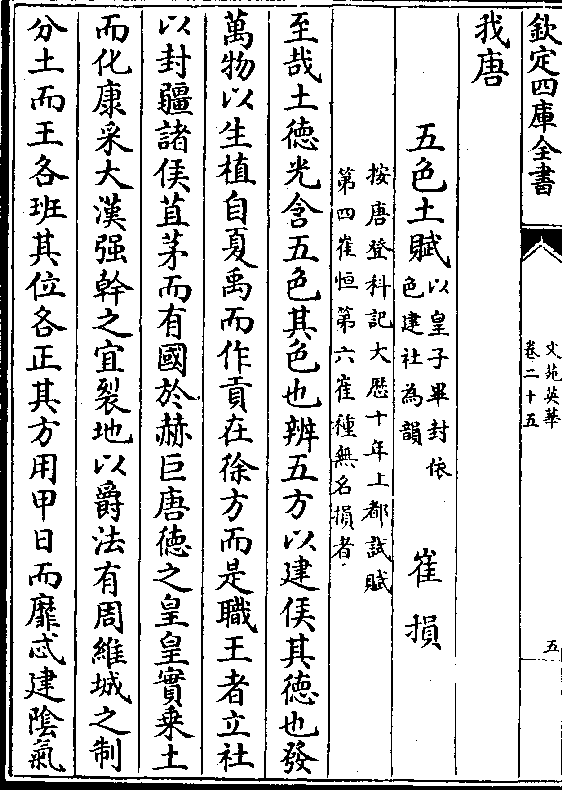 欽定四庫全書
文苑英華
卷二十五
五
我唐
五色土賦
以皇子畢封依
色建社為韻
崔損
按唐登科記大歷十年上都試賦
第四崔恒第六崔種無名損者
至哉土德光含五色其色也辨五方以建侯其德也發
萬物以生植自夏禹而作貢在徐方而是職王者立社
以封疆諸侯苴茅而有國於赫巨唐德之皇皇實乗土
而化康采大漢强幹之宜裂地以爵法有周維城之制
分土而王各班其位各正其方用甲日而靡忒建隂氣